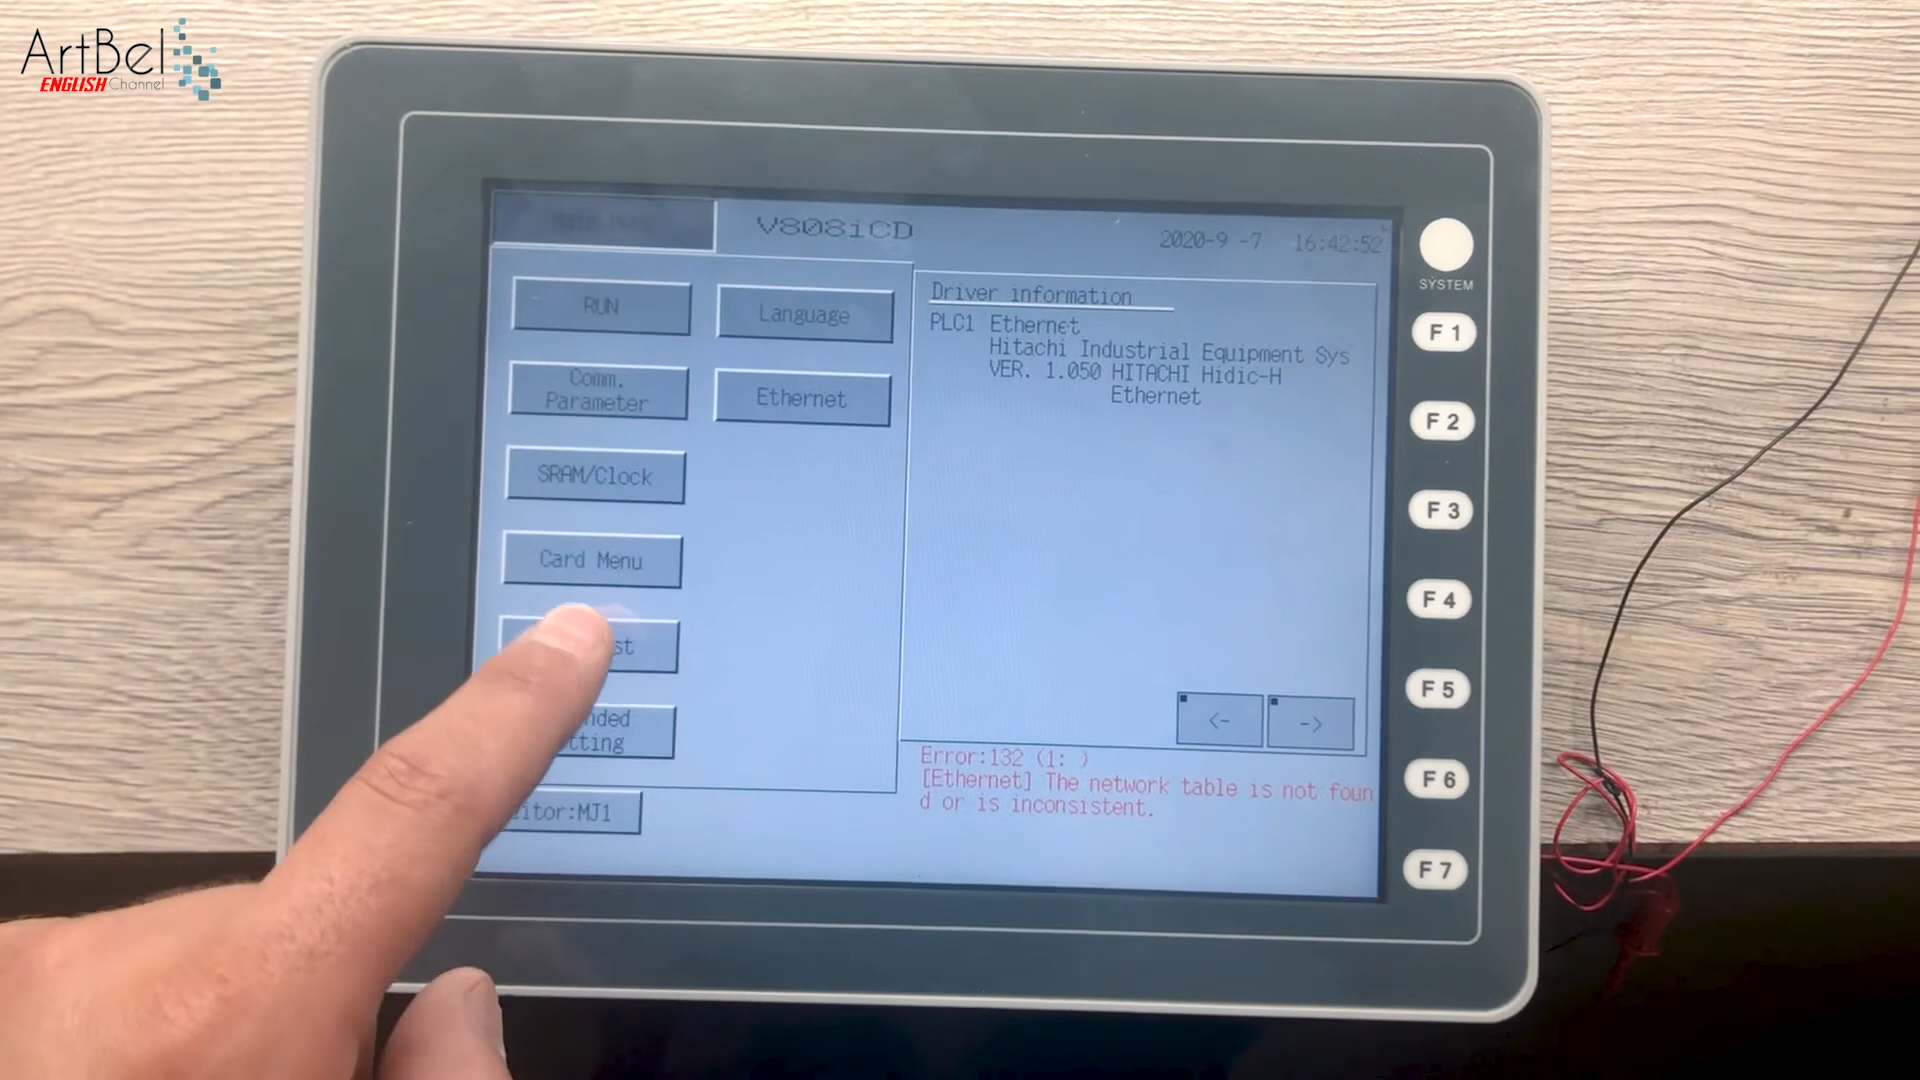 ArtBel
ENGLISH Channel
V808iCD
2020-9 -7 16:42:52
RUN
Language
Comm.
Parameter
Ethernet
SRAM/Clock
Card Menu
st
nded
tting
itor:MJ1
Driver information
PLC1 Ethernet
Hitachi Industrial Equipment Sys
VER. 1.050 HITACHI Hidic-H
Ethernet
<-
->
Error:132 (1: )
[Ethernet] The network table is not foun
d or is inconsistent.
SYSTEM
F 1
F 2
F 3
F 4
F 5
F 6
F 7